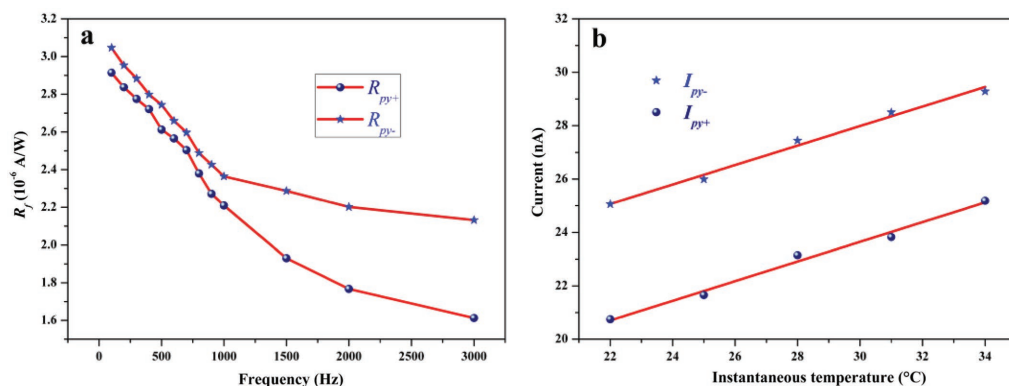 a
R_f (10^-6 A/W)
3.2
3.0
2.8
2.6
2.4
2.2
2.0
1.8
1.6
R_py+
R_py-
0 500 1000 1500 2000 2500 3000
Frequency (Hz)
b
Current (nA)
32
30
28
26
24
22
20
I_py-
I_py+
22 24 26 28 30 32 34
Instantaneous temperature (°C)